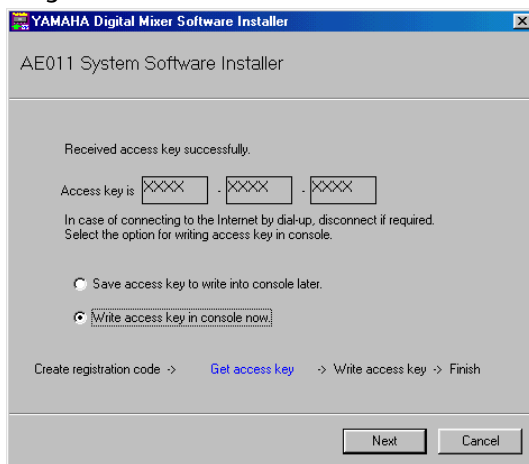 YAMAHA Digital Mixer Software Installer
AE011 System Software Installer
Received access key successfully.
Access key is XXXX - XXXX - XXXX
In case of connecting to the Internet by dial-up, disconnect if required.
Select the option for writing access key in console.
Save access key to write into console later.
Write access key in console now.
Create registration code -> Get access key -> Write access key -> Finish
Next Cancel